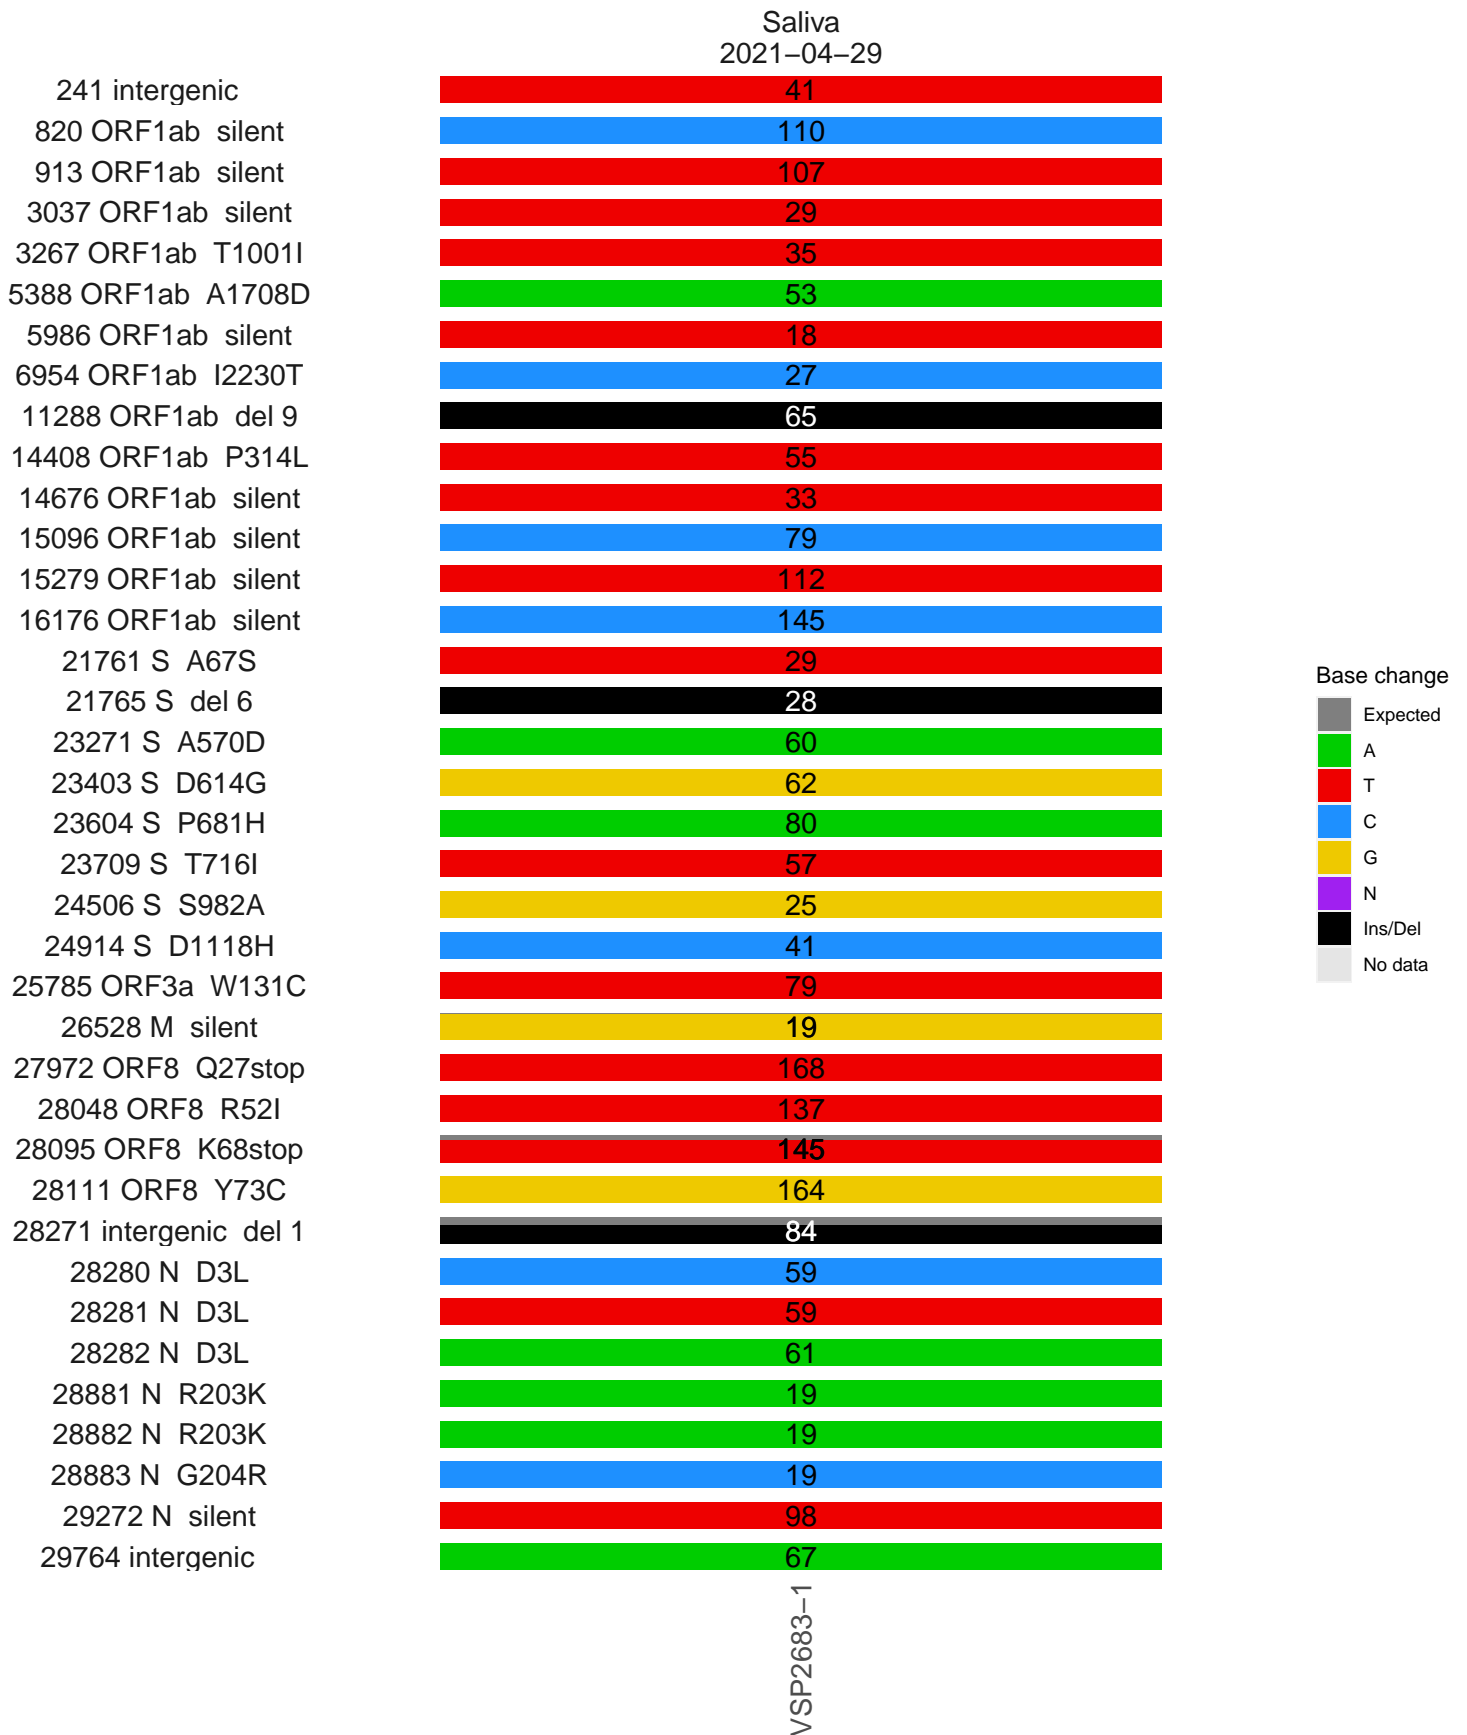 Saliva
2021−04−29
241 intergenic 41
820 ORF1ab silent 110
913 ORF1ab silent 107
3037 ORF1ab silent 29
3267 ORF1ab T1001I 35
5388 ORF1ab A1708D 53
5986 ORF1ab silent 18
6954 ORF1ab I2230T 27
11288 ORF1ab del 9 65
14408 ORF1ab P314L 55
14676 ORF1ab silent 33
15096 ORF1ab silent 79
15279 ORF1ab silent 112
16176 ORF1ab silent 145
21761 S A67S 29
21765 S del 6 28
23271 S A570D 60
23403 S D614G 62
23604 S P681H 80
23709 S T716I 57
24506 S S982A 25
24914 S D1118H 41
25785 ORF3a W131C 79
26528 M silent 19
27972 ORF8 Q27stop 168
28048 ORF8 R52I 137
28095 ORF8 K68stop 145
28111 ORF8 Y73C 164
28271 intergenic del 1 84
28280 N D3L 59
28281 N D3L 59
28282 N D3L 61
28881 N R203K 19
28882 N R203K 19
28883 N G204R 19
29272 N silent 98
29764 intergenic 67
VSP2683−1
Base change
Expected
A
T
C
G
N
Ins/Del
No data